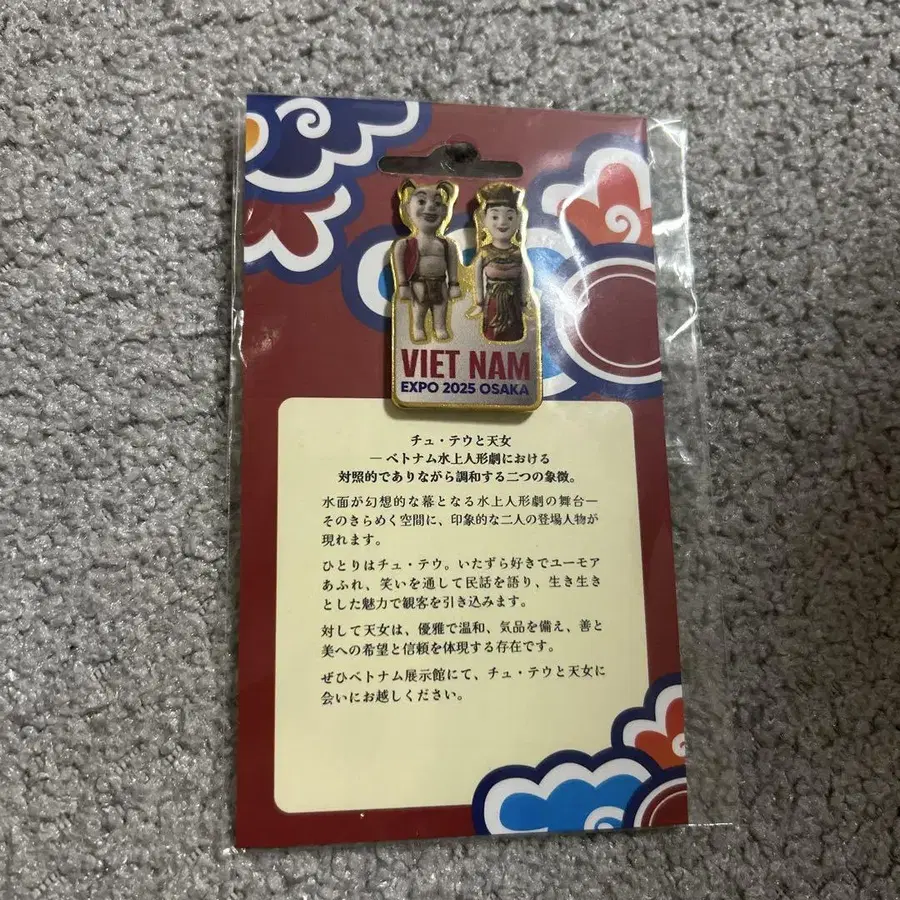 VIET NAM
EXPO 2025 OSAKA
チュ・テウと天女
― ベトナム水上人形劇における
対照的でありながら調和する二つの象徴。
水面が幻想的な幕となる水上人形劇の舞台―
そのきらめく空間に、印象的な二人の登場人物が
現れます。
ひとりはチュ・テウ。いたずら好きでユーモア
あふれ、笑いを通して民話を語り、生き生き
とした魅力で観客を引き込みます。
対して天女は、優雅で温和、気品を備え、善と
美への希望と信頼を体現する存在です。
ぜひベトナム展示館にて、チュ・テウと天女に
会いにお越しください。